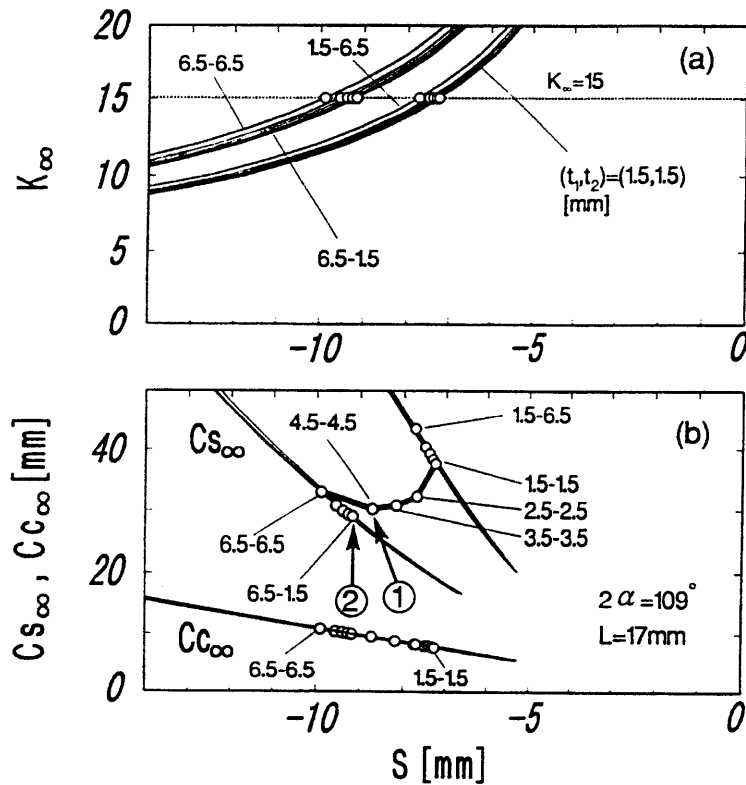 20
15
10
5
0
K∞
6.5-6.5
1.5-6.5
(a)
K∞=15
(t₁,t₂)=(1.5,1.5)
[mm]
6.5-1.5
-10
-5
0
40
20
0
Cs∞ , Cc∞ [mm]
Cs∞
4.5-4.5
1.5-6.5
(b)
1.5-1.5
2.5-2.5
3.5-3.5
6.5-6.5
6.5-1.5
② ①
2α=109°
L=17mm
Cc∞
6.5-6.5
1.5-1.5
-10
-5
0
S [mm]